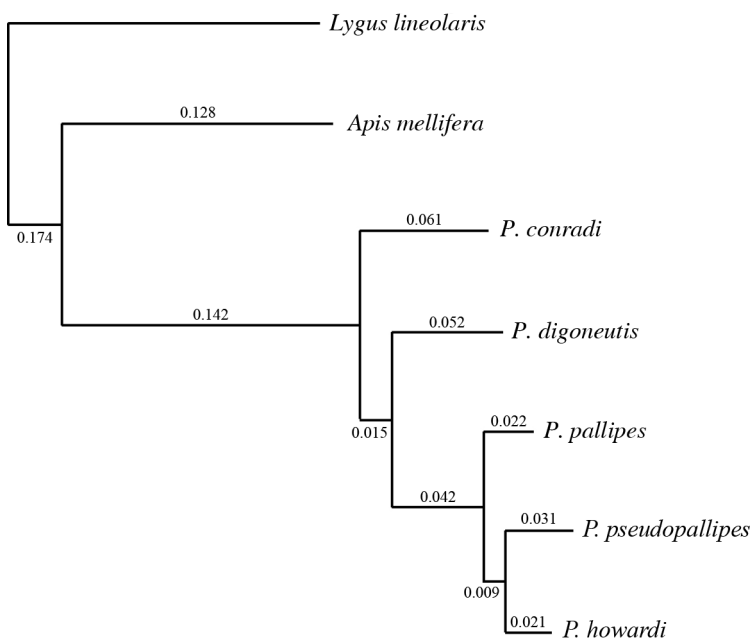 Lygus lineolaris
0.128
Apis mellifera
0.061
P. conradi
0.174
0.142
0.052
P. digoneutis
0.022
P. pallipes
0.015
0.042
0.031
P. pseudopallipes
0.009
0.021
P. howardi